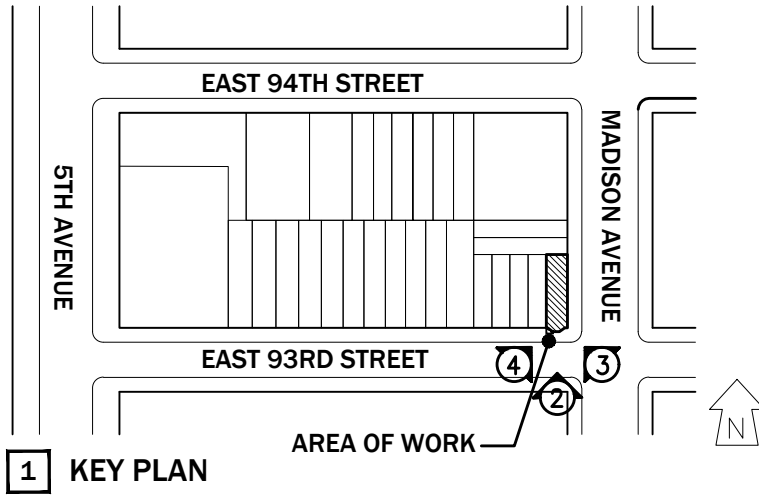 EAST 94TH STREET
5TH AVENUE
MADISON AVENUE
EAST 93RD STREET
4
3
2
N
AREA OF WORK
1 KEY PLAN